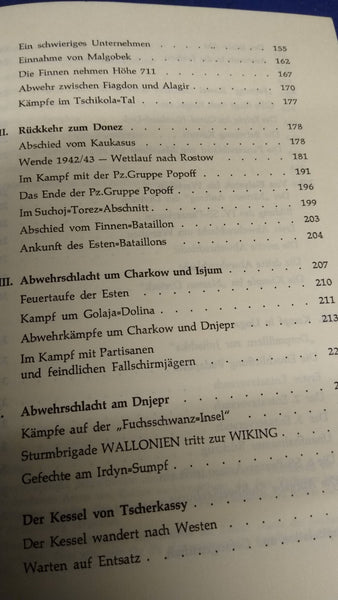 Ein schwieriges Unternehmen . . . . . . . . 155
Einnahme von Malgobek . . . . . . . . . 162
Die Finnen nehmen Höhe 711 . . . . . . . . 167
Abwehr zwischen Fiagdon und Alagir . . . . . 170
Kämpfe im Tschikola-Tal . . . . . . . . . 177
II. Rückkehr zum Donez . . . . . . . . . . 178
Abschied vom Kaukasus . . . . . . . . . 178
Wende 1942/43 — Wettlauf nach Rostow . . . . 181
Im Kampf mit der Pz.Gruppe Popoff . . . . . 191
Das Ende der Pz.Gruppe Popoff . . . . . . . 196
Im Suchoj-Torez-Abschnitt . . . . . . . . . 199
Abschied vom Finnen-Bataillon . . . . . . . 203
Ankunft des Esten-Bataillons . . . . . . . . 204
II. Abwehrschlacht um Charkow und Isjum . . . . 207
Feuertaufe der Esten . . . . . . . . . . 210
Kampf um Golaja-Dolina . . . . . . . . . 211
Abwehrkämpfe um Charkow und Dnjepr . . . . 213
Im Kampf mit Partisanen
und feindlichen Fallschirmjägern . . . . . . 22
Abwehrschlacht am Dnjepr . . . . . . . .
Kämpfe auf der „Fuchsschwanz-Insel“ . . . . .
Sturmbrigade WALLONIEN tritt zur WIKING . . . .
Gefechte am Irdyn-Sumpf . . . . . . . . .
Der Kessel von Tscherkassy . . . . . . . .
Der Kessel wandert nach Westen . . . . . . .
Warten auf Entsatz . . . . . . . . . .